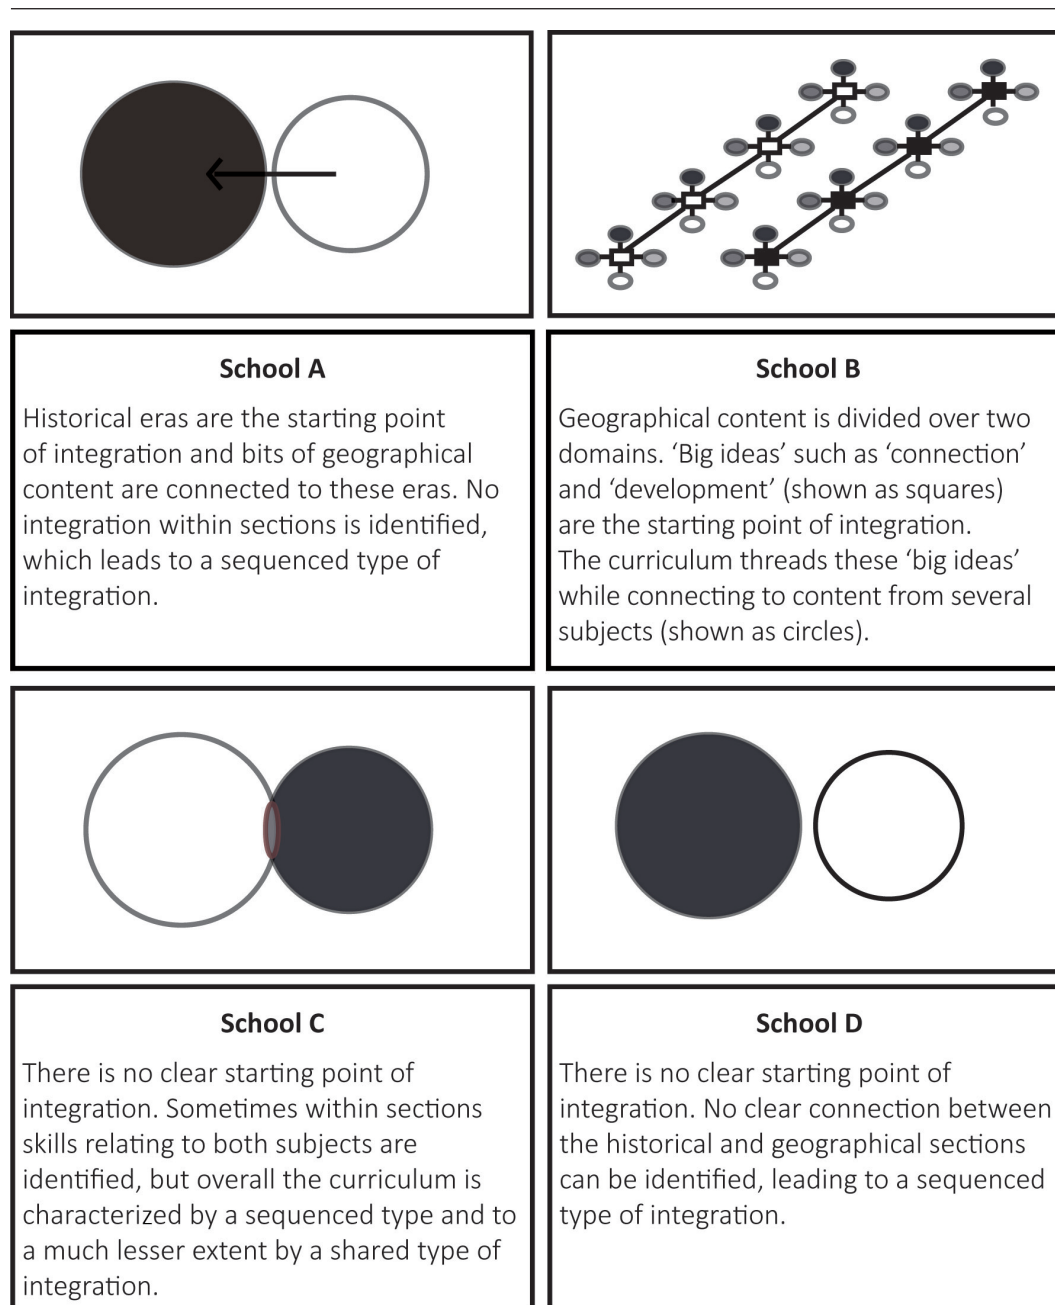 School A
Historical eras are the starting point
of integration and bits of geographical
content are connected to these eras. No
integration within sections is identified,
which leads to a sequenced type of
integration.
School B
Geographical content is divided over two
domains. ‘Big ideas’ such as ‘connection’
and ‘development’ (shown as squares)
are the starting point of integration.
The curriculum threads these ‘big ideas’
while connecting to content from several
subjects (shown as circles).
School C
There is no clear starting point of
integration. Sometimes within sections
skills relating to both subjects are
identified, but overall the curriculum is
characterized by a sequenced type and to
a much lesser extent by a shared type of
integration.
School D
There is no clear starting point of
integration. No clear connection between
the historical and geographical sections
can be identified, leading to a sequenced
type of integration.